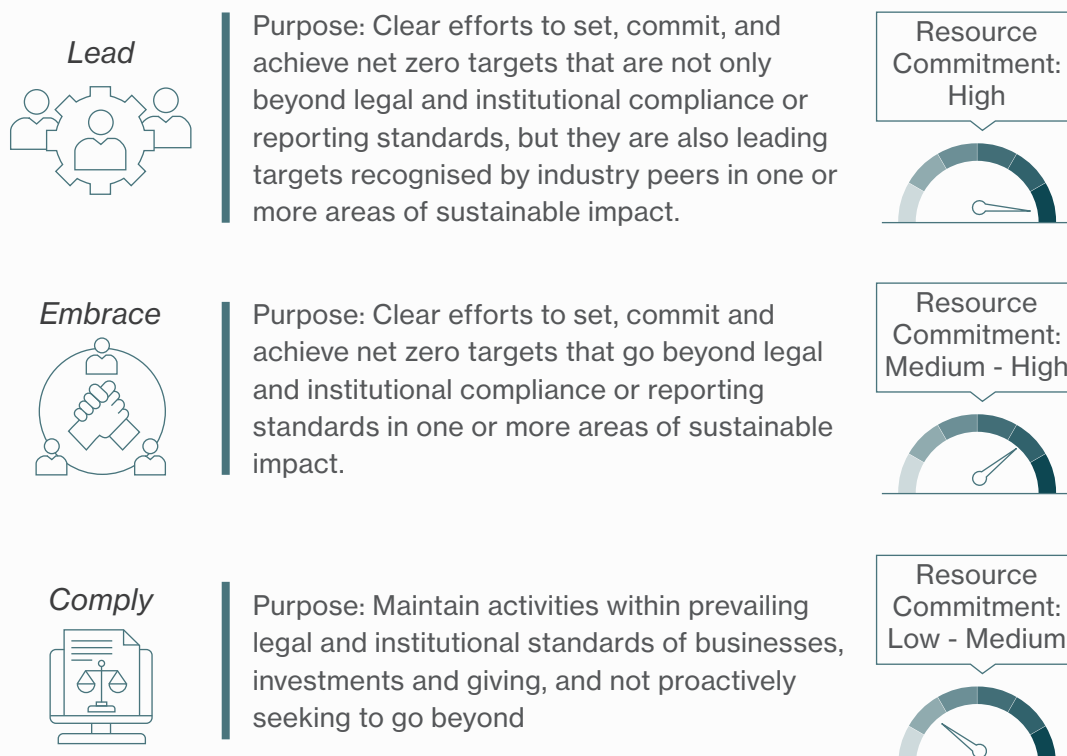 Lead
Purpose: Clear efforts to set, commit, and
achieve net zero targets that are not only
beyond legal and institutional compliance or
reporting standards, but they are also leading
targets recognised by industry peers in one or
more areas of sustainable impact.
Resource
Commitment:
High
Embrace
Purpose: Clear efforts to set, commit and
achieve net zero targets that go beyond legal
and institutional compliance or reporting
standards in one or more areas of sustainable
impact.
Resource
Commitment:
Medium - High
Comply
Purpose: Maintain activities within prevailing
legal and institutional standards of businesses,
investments and giving, and not proactively
seeking to go beyond
Resource
Commitment:
Low - Medium